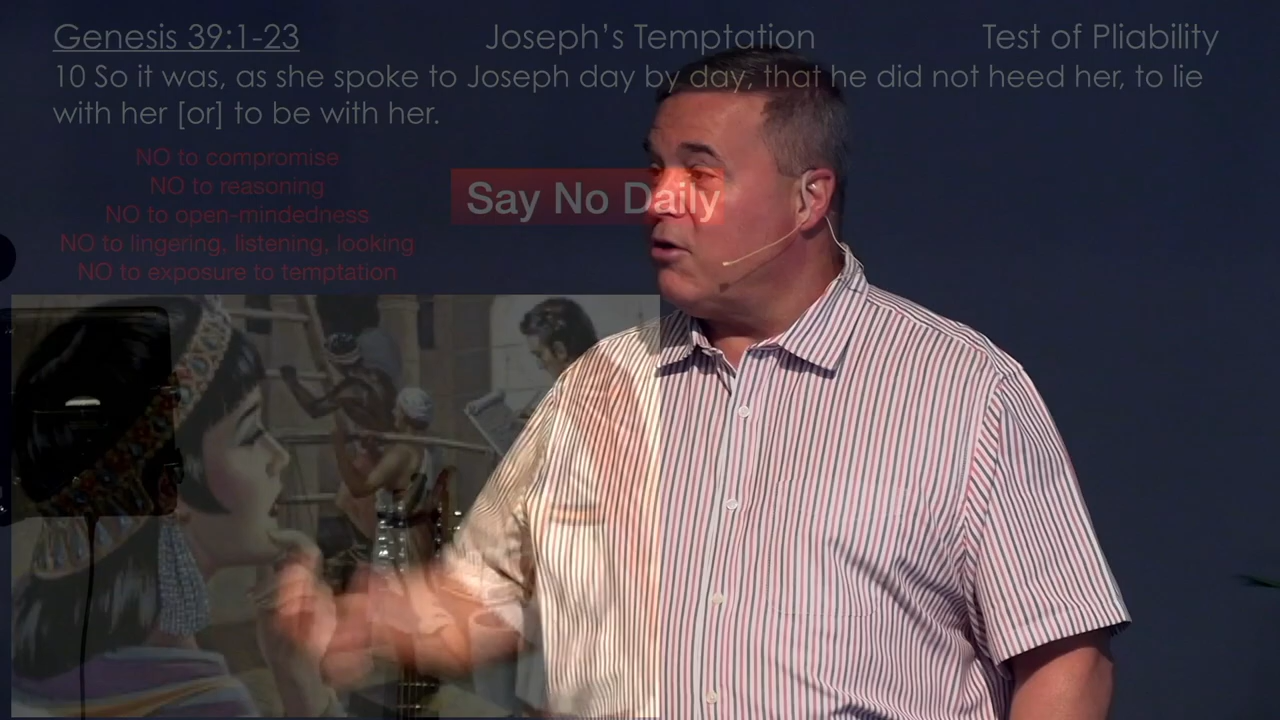 Genesis 39:1-23 Joseph's Temptation Test of Pliability
10 So it was, as she spoke to Joseph day by day, that he did not heed her, to lie
with her [or] to be with her.
NO to compromise
NO to reasoning
NO to open-mindedness
NO to lingering, listening, looking
NO to exposure to temptation
Say No Daily